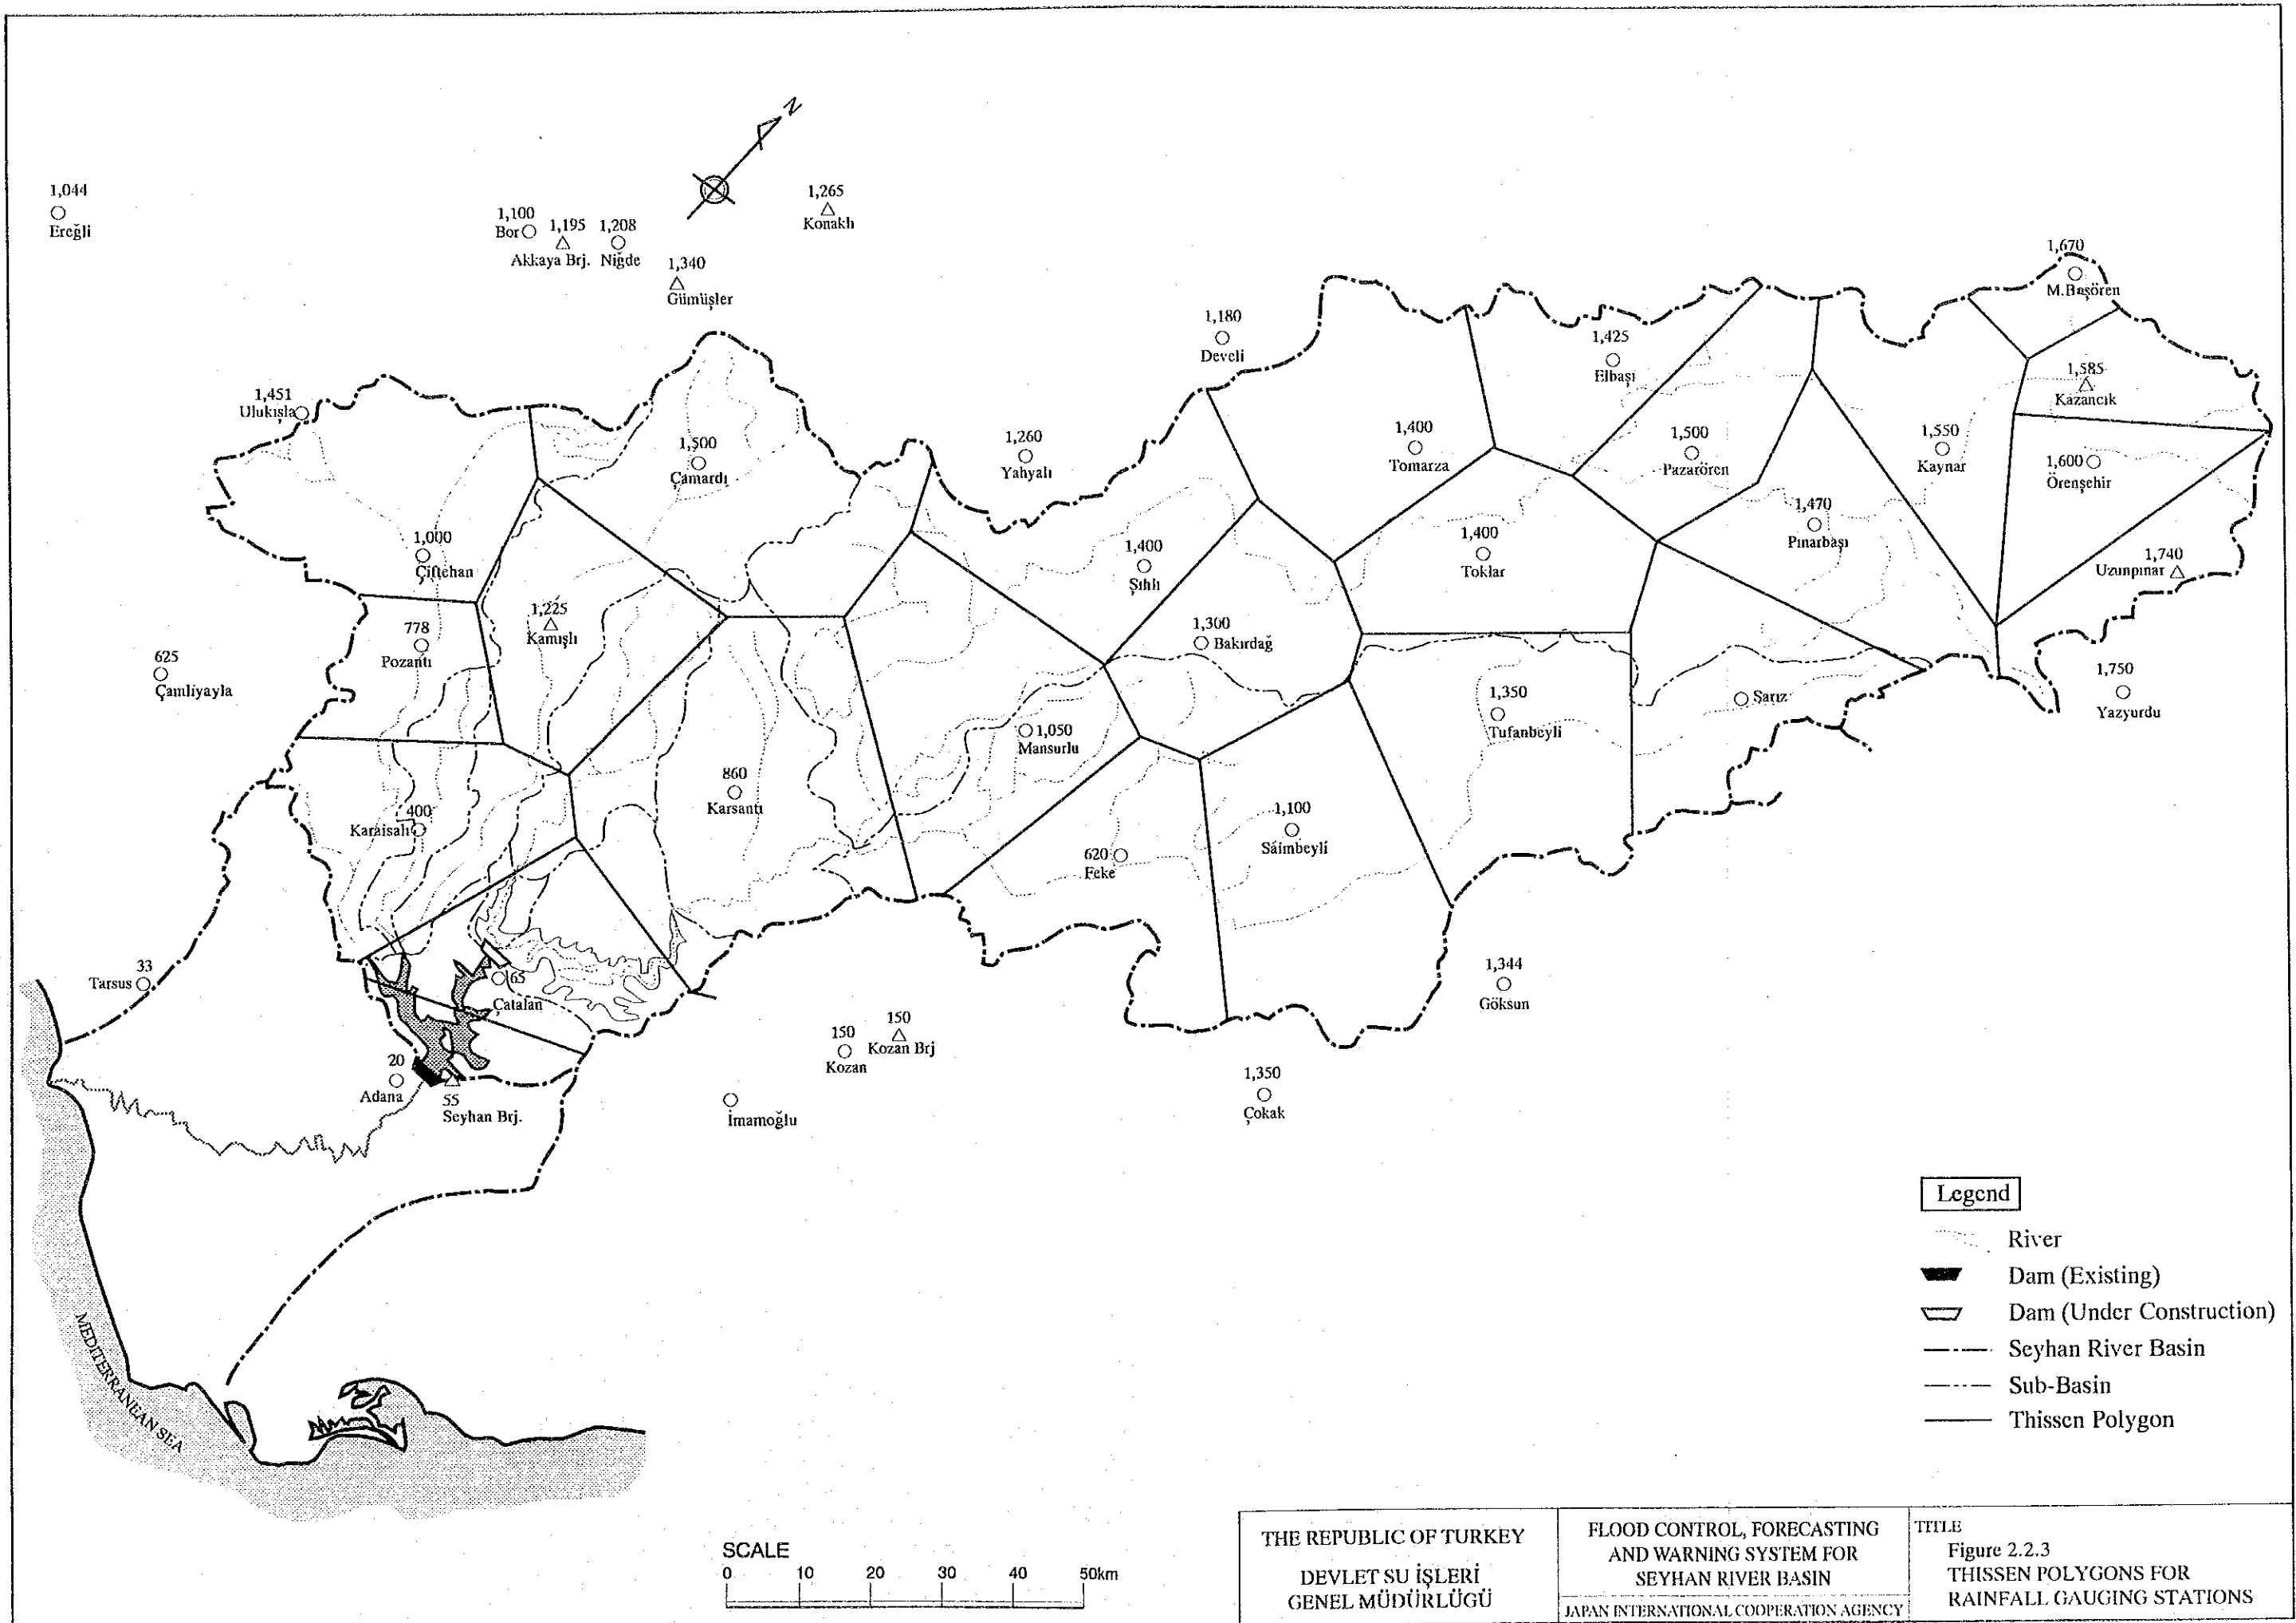 N
1,044
Ereğli
1,100
Bor
1,195
Akkaya Brj.
1,208
Niğde
1,265
Konaklı
1,340
Gümüşler
1,670
M.Başören
1,180
Develi
1,425
Elbaşı
1,585
Kazancık
1,451
Ulukışla
1,500
Çamardı
1,260
Yahyalı
1,400
Tomarza
1,500
Pazarören
1,550
Kaynar
1,600
Örenşehir
1,000
Çiftehan
1,400
Şıhlı
1,400
Toklar
1,470
Pınarbaşı
1,740
Uzunpınar
1,225
Kamışlı
778
Pozantı
1,300
Bakırdağ
625
Çamliyayla
1,350
Tufanbeyli
Sarız
1,750
Yazyurdu
1,050
Mansurlu
860
Karsantı
400
Karaisalı
1,100
Saimbeyli
620
Feke
33
Tarsus
65
Çatalan
1,344
Göksun
20
Adana
55
Seyhan Brj.
150
Kozan
150
Kozan Brj
İmamoğlu
1,350
Çokak
MEDITERRANEAN SEA
Legend
River
Dam (Existing)
Dam (Under Construction)
Seyhan River Basin
Sub-Basin
Thissen Polygon
SCALE
0 10 20 30 40 50km
THE REPUBLIC OF TURKEY
DEVLET SU İŞLERİ
GENEL MÜDÜRLÜGÜ
FLOOD CONTROL, FORECASTING
AND WARNING SYSTEM FOR
SEYHAN RIVER BASIN
JAPAN INTERNATIONAL COOPERATION AGENCY
TITLE
Figure 2.2.3
THISSEN POLYGONS FOR
RAINFALL GAUGING STATIONS